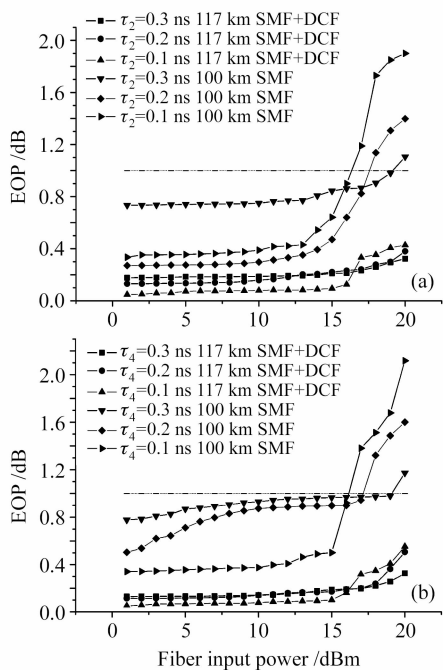 τ2=0.3 ns 117 km SMF+DCF
τ2=0.2 ns 117 km SMF+DCF
τ2=0.1 ns 117 km SMF+DCF
τ2=0.3 ns 100 km SMF
τ2=0.2 ns 100 km SMF
τ2=0.1 ns 100 km SMF
EOP /dB
2.0
1.6
1.2
0.8
0.4
0.0
0 5 10 15 20
(a)
τ4=0.3 ns 117 km SMF+DCF
τ4=0.2 ns 117 km SMF+DCF
τ4=0.1 ns 117 km SMF+DCF
τ4=0.3 ns 100 km SMF
τ4=0.2 ns 100 km SMF
τ4=0.1 ns 100 km SMF
EOP /dB
2.0
1.6
1.2
0.8
0.4
0.0
(b)
0 5 10 15 20
Fiber input power /dBm